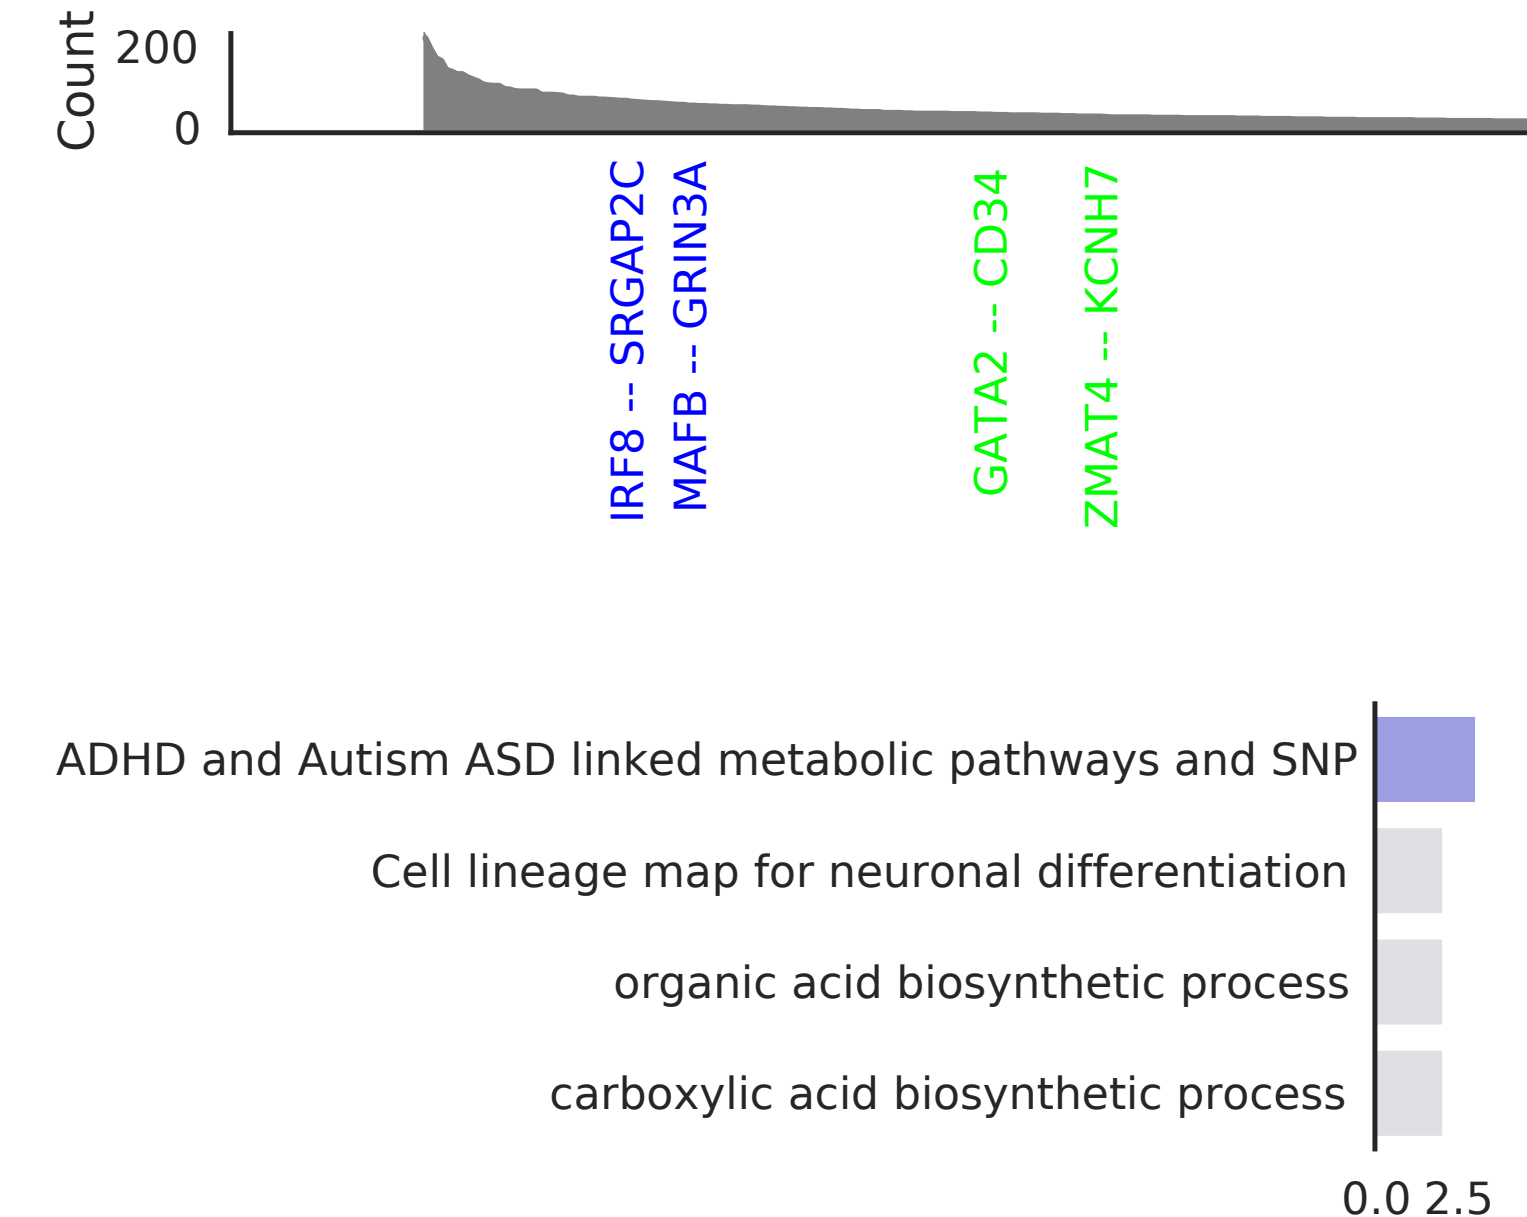 Count
200
0
IRF8 -- SRGAP2C
MAFB -- GRIN3A
GATA2 -- CD34
ZMAT4 -- KCNH7
ADHD and Autism ASD linked metabolic pathways and SNP
Cell lineage map for neuronal differentiation
organic acid biosynthetic process
carboxylic acid biosynthetic process
0.0 2.5